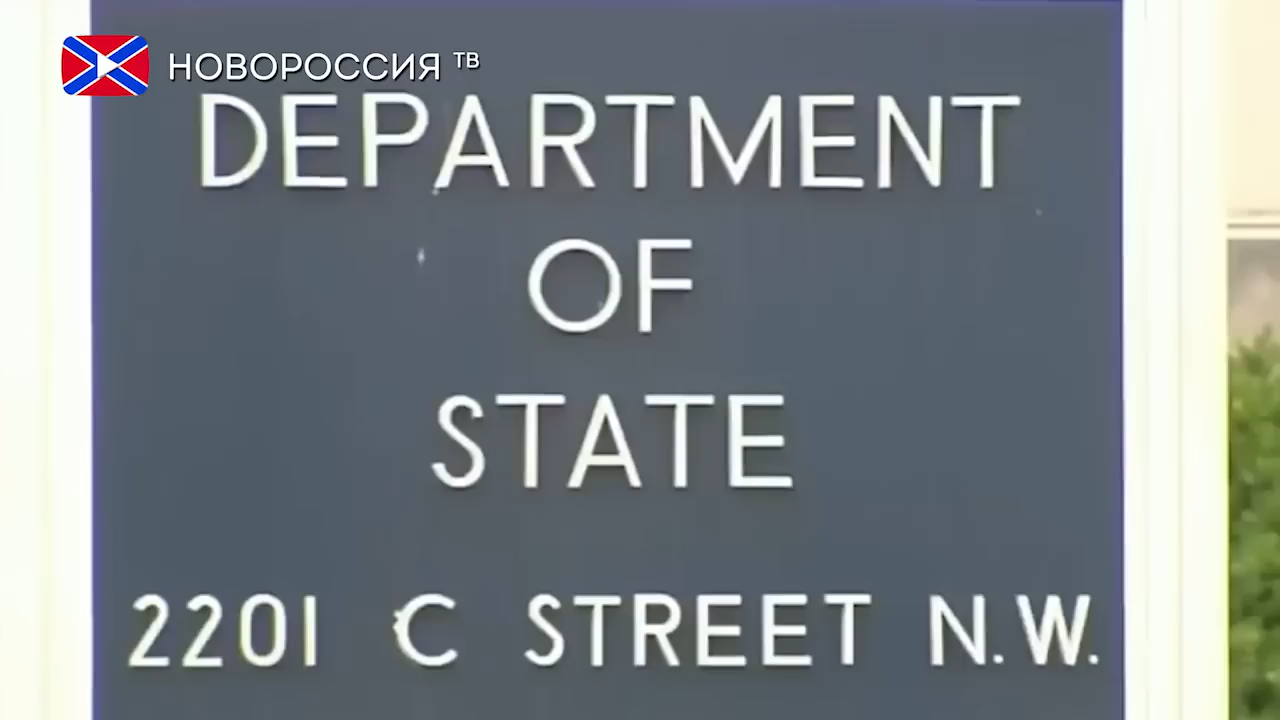 НОВОРОССИЯ ТВ
DEPARTMENT
OF
STATE
2201 C STREET N.W.